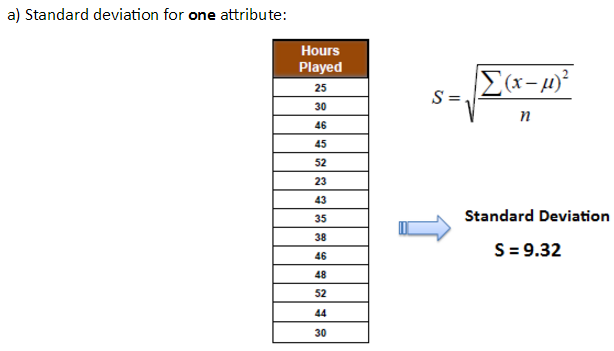 a) Standard deviation for one attribute:
Hours
Played
25
30
46
45
52
23
43
35
38
46
48
52
44
30
S = √(∑(x − μ)² / n)
Standard Deviation
S = 9.32